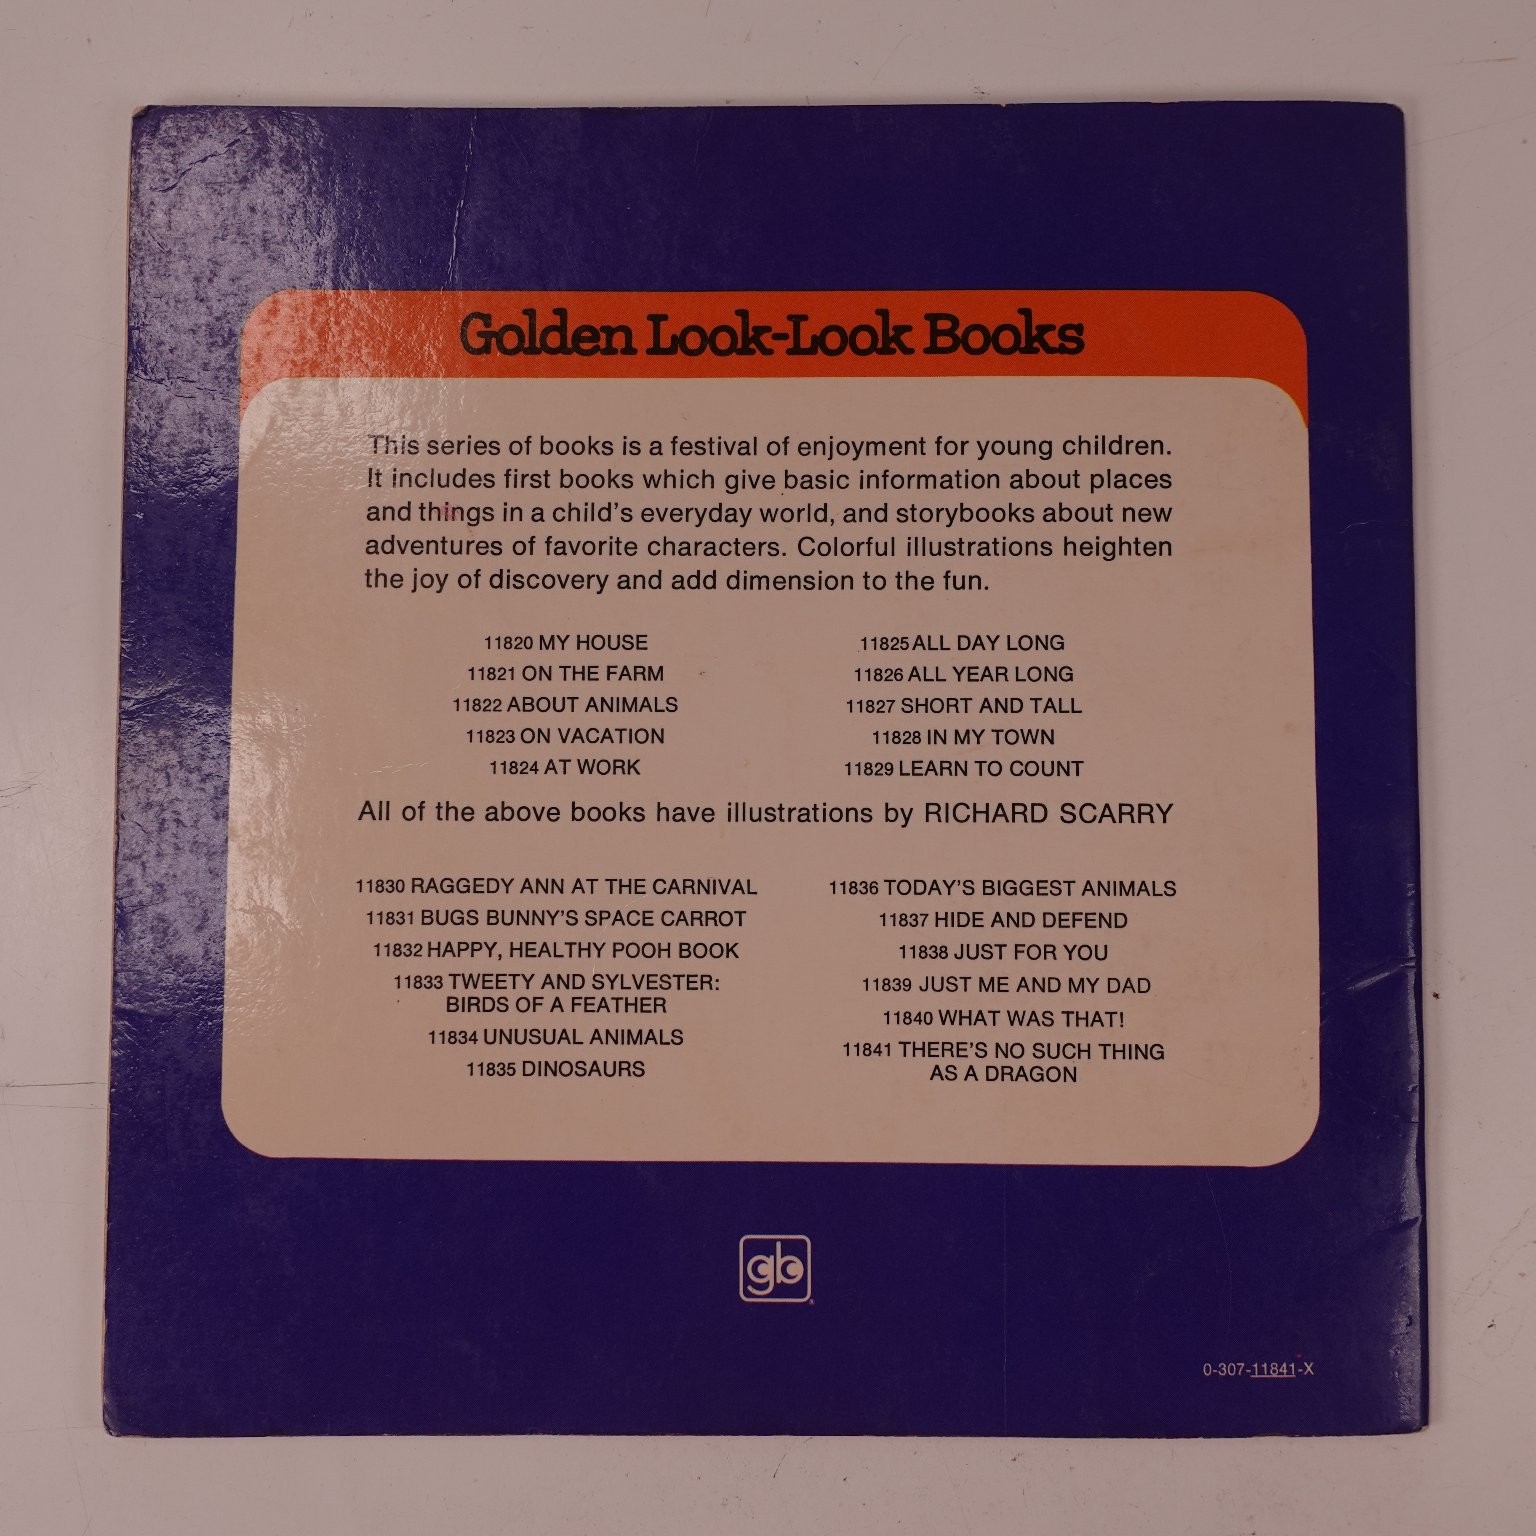 Golden Look-Look Books
This series of books is a festival of enjoyment for young children.
It includes first books which give basic information about places
and things in a child's everyday world, and storybooks about new
adventures of favorite characters. Colorful illustrations heighten
the joy of discovery and add dimension to the fun.
11820 MY HOUSE
11821 ON THE FARM
11822 ABOUT ANIMALS
11823 ON VACATION
11824 AT WORK
11825 ALL DAY LONG
11826 ALL YEAR LONG
11827 SHORT AND TALL
11828 IN MY TOWN
11829 LEARN TO COUNT
All of the above books have illustrations by RICHARD SCARRY
11830 RAGGEDY ANN AT THE CARNIVAL
11831 BUGS BUNNY'S SPACE CARROT
11832 HAPPY, HEALTHY POOH BOOK
11833 TWEETY AND SYLVESTER:
BIRDS OF A FEATHER
11834 UNUSUAL ANIMALS
11835 DINOSAURS
11836 TODAY'S BIGGEST ANIMALS
11837 HIDE AND DEFEND
11838 JUST FOR YOU
11839 JUST ME AND MY DAD
11840 WHAT WAS THAT!
11841 THERE'S NO SUCH THING
AS A DRAGON
gb
®
0-307-11841-X